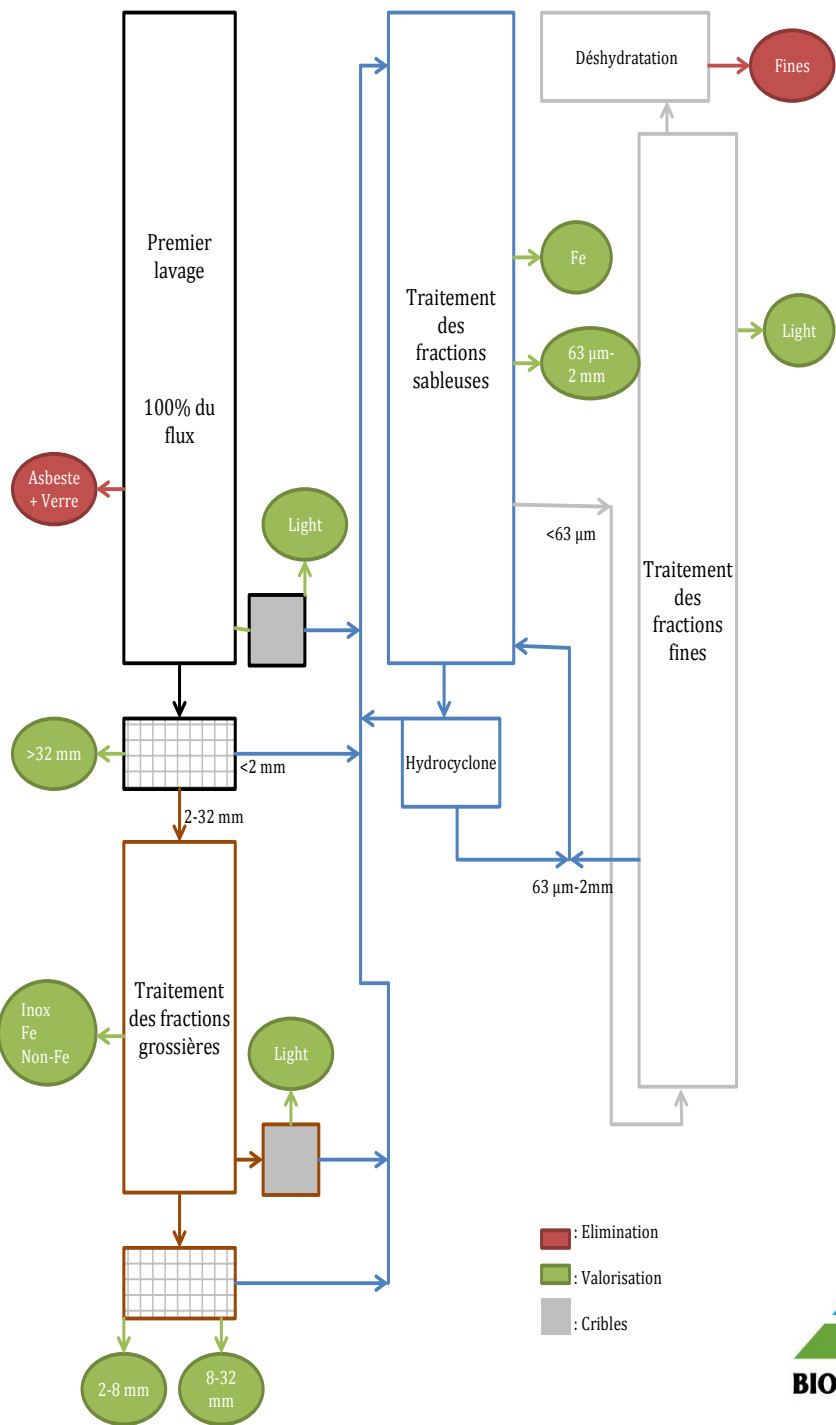 Premier
lavage
100% du
flux
Asbeste
+ Verre
Light
>32 mm
<2 mm
2-32 mm
Traitement
des fractions
grossières
Inox
Fe
Non-Fe
Light
2-8 mm
8-32
mm
Traitement
des
fractions
sableuses
Fe
63 μm-
2 mm
<63 μm
Hydrocyclone
63 μm-2mm
Déshydratation
Fines
Light
Traitement
des
fractions
fines
: Elimination
: Valorisation
: Cribles
BIO